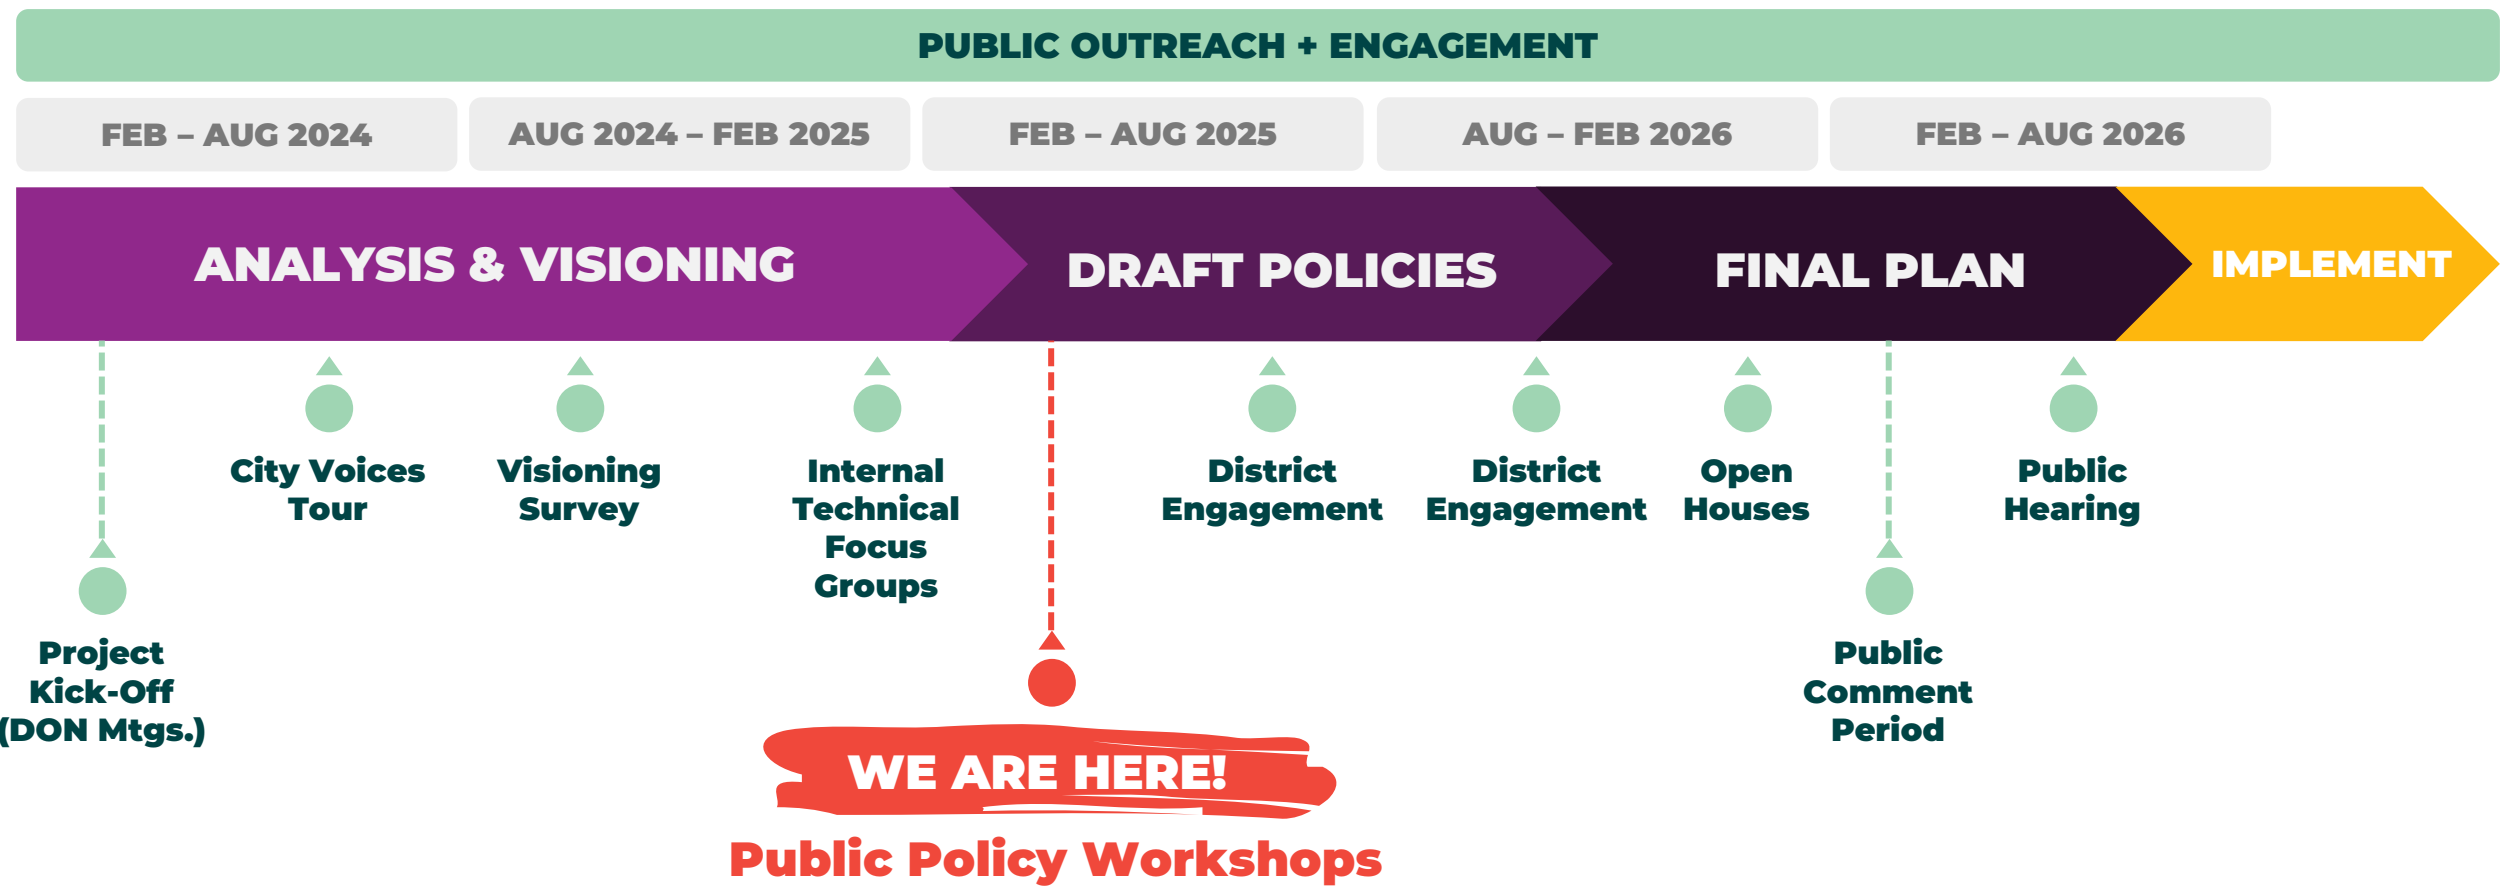 PUBLIC OUTREACH + ENGAGEMENT
FEB – AUG 2024
AUG 2024 – FEB 2025
FEB – AUG 2025
AUG – FEB 2026
FEB – AUG 2026
ANALYSIS & VISIONING
DRAFT POLICIES
FINAL PLAN
IMPLEMENT
Project
Kick-Off
(DON Mtgs.)
City Voices
Tour
Visioning
Survey
Internal
Technical
Focus
Groups
WE ARE HERE!
Public Policy Workshops
District
Engagement
District
Engagement
Open
Houses
Public
Comment
Period
Public
Hearing